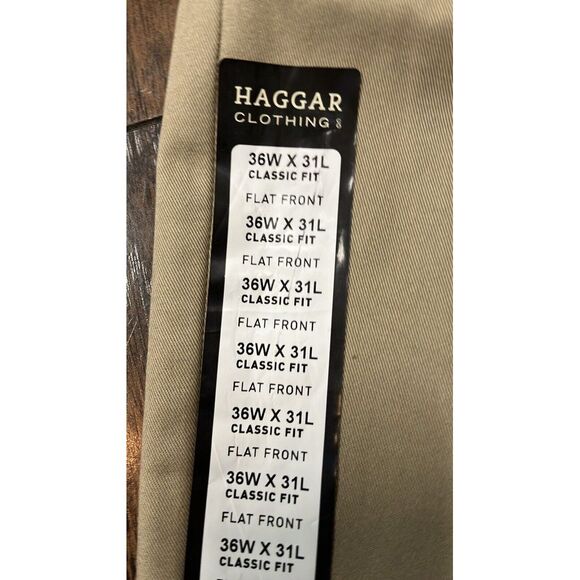 HAGGAR
CLOTHING CO
36W X 31L
CLASSIC FIT
FLAT FRONT
36W X 31L
CLASSIC FIT
FLAT FRONT
36W X 31L
CLASSIC FIT
FLAT FRONT
36W X 31L
CLASSIC FIT
FLAT FRONT
36W X 31L
CLASSIC FIT
FLAT FRONT
36W X 31L
CLASSIC FIT
FLAT FRONT
36W X 31L
CLASSIC FIT